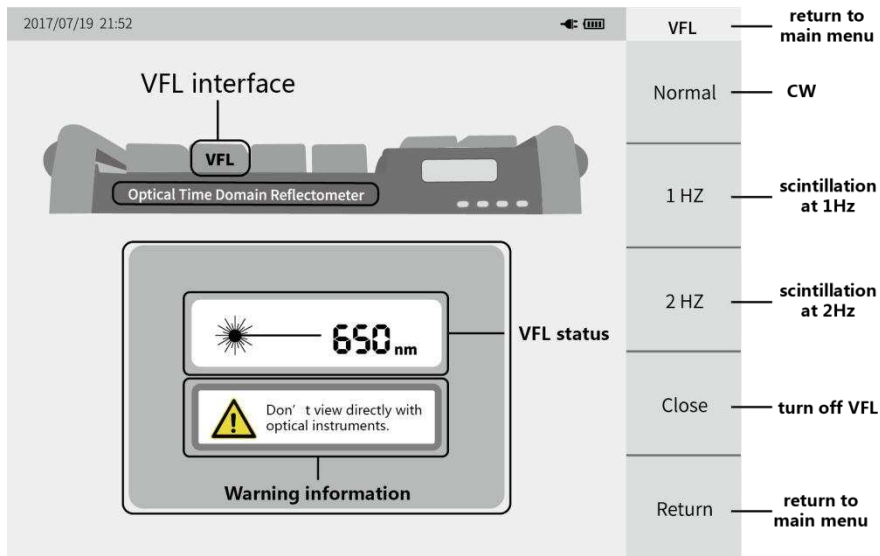 2017/07/19 21:52
VFL
return to
main menu
VFL interface
Normal
CW
VFL
Optical Time Domain Reflectometer
1 HZ
scintillation
at 1Hz
2 HZ
scintillation
at 2Hz
650 nm
VFL status
Don't view directly with
optical instruments.
Close
turn off VFL
Warning information
Return
return to
main menu